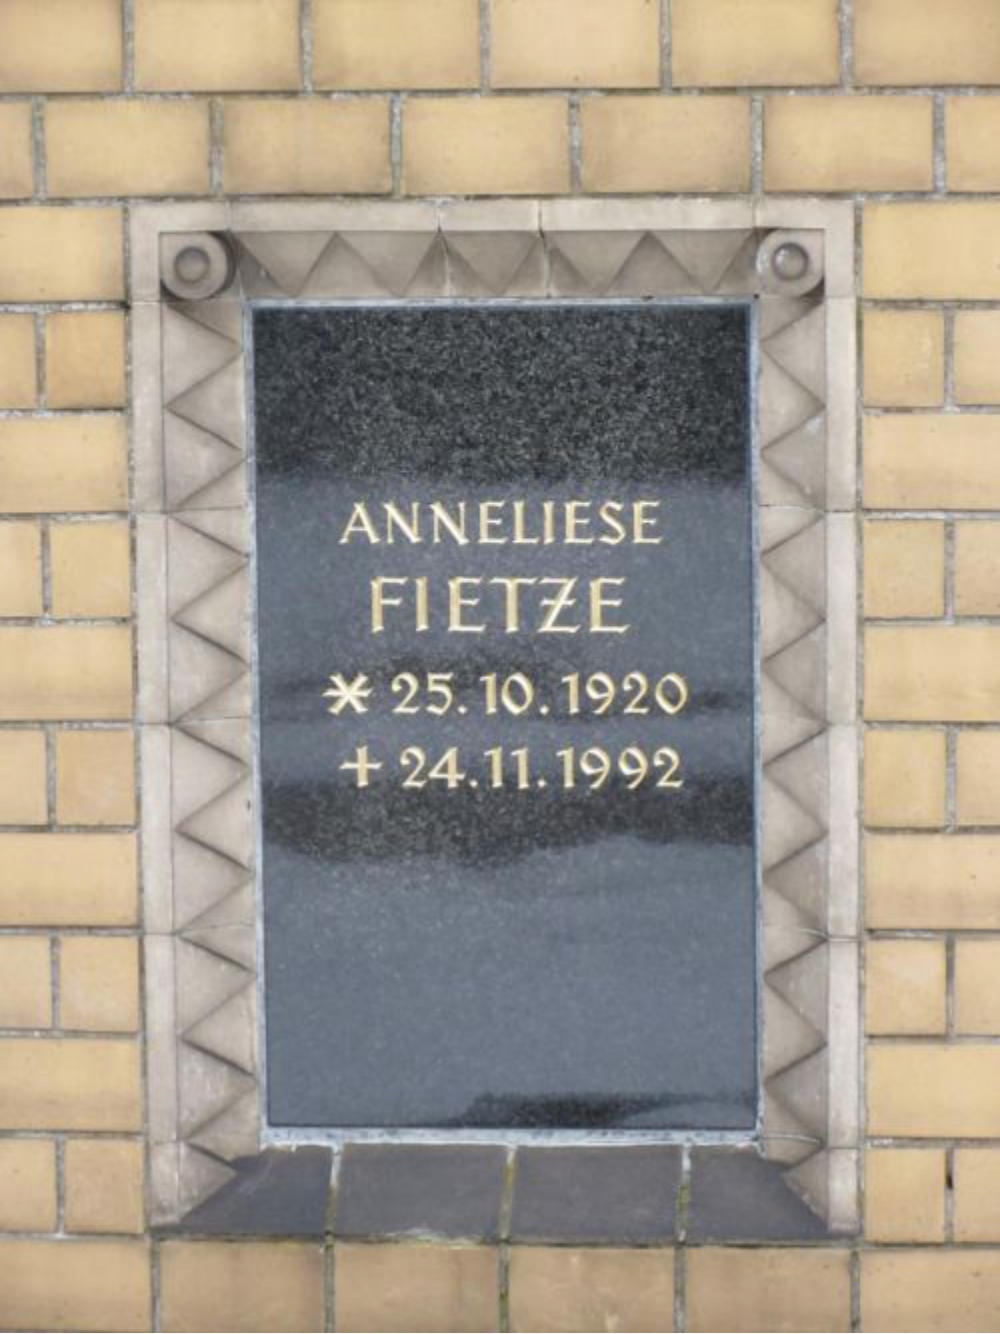 ANNELIESE
FIETZE
* 25.10.1920
+ 24.11.1992